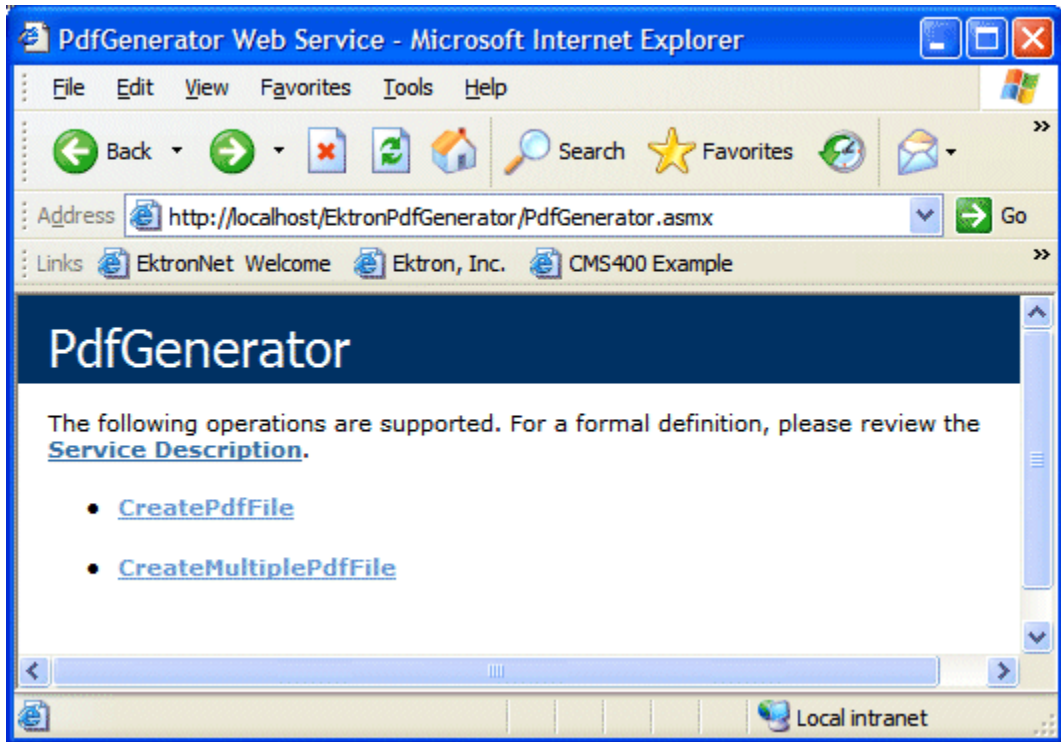 PdfGenerator Web Service - Microsoft Internet Explorer
File Edit View Favorites Tools Help
Back Search Favorites »
Address http://localhost/EktronPdfGenerator/PdfGenerator.asmx Go
Links EktronNet Welcome Ektron, Inc. CMS400 Example »
PdfGenerator
The following operations are supported. For a formal definition, please review the
Service Description.
• CreatePdfFile
• CreateMultiplePdfFile
Local intranet